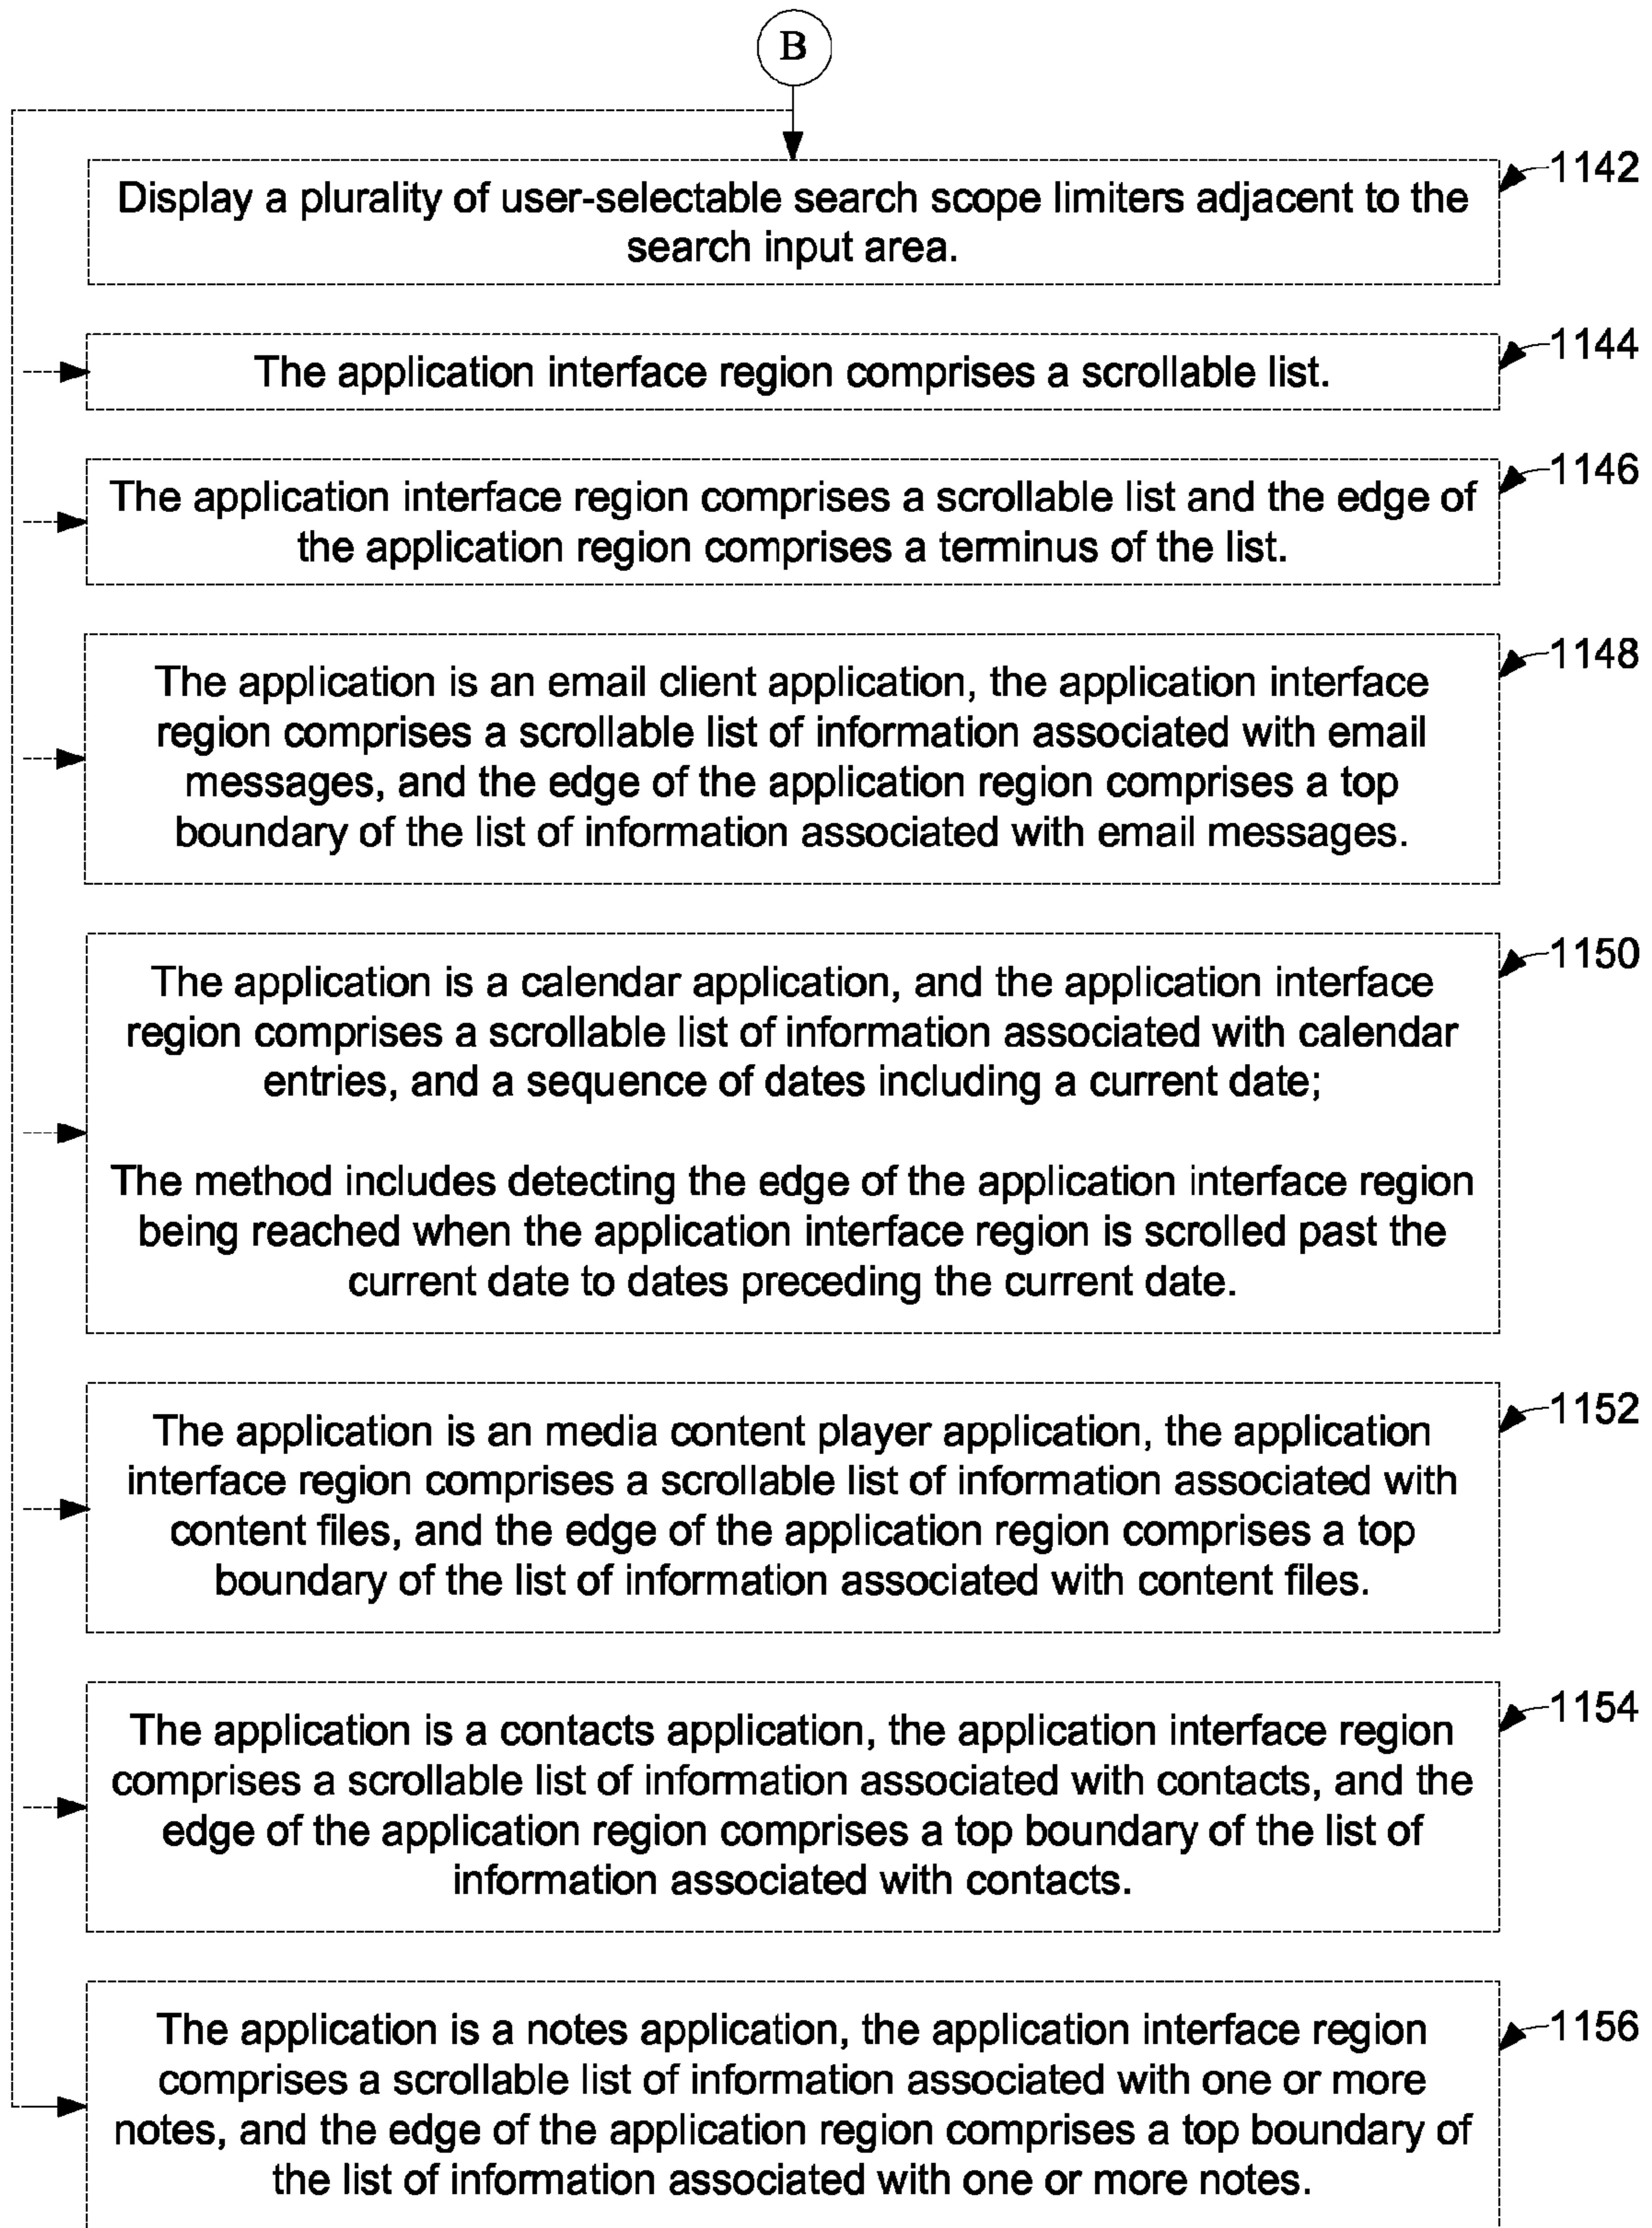 B
1142
Display a plurality of user-selectable search scope limiters adjacent to the
search input area.
1144
The application interface region comprises a scrollable list.
1146
The application interface region comprises a scrollable list and the edge of
the application region comprises a terminus of the list.
1148
The application is an email client application, the application interface
region comprises a scrollable list of information associated with email
messages, and the edge of the application region comprises a top
boundary of the list of information associated with email messages.
1150
The application is a calendar application, and the application interface
region comprises a scrollable list of information associated with calendar
entries, and a sequence of dates including a current date;
The method includes detecting the edge of the application interface region
being reached when the application interface region is scrolled past the
current date to dates preceding the current date.
1152
The application is an media content player application, the application
interface region comprises a scrollable list of information associated with
content files, and the edge of the application region comprises a top
boundary of the list of information associated with content files.
1154
The application is a contacts application, the application interface region
comprises a scrollable list of information associated with contacts, and the
edge of the application region comprises a top boundary of the list of
information associated with contacts.
1156
The application is a notes application, the application interface region
comprises a scrollable list of information associated with one or more
notes, and the edge of the application region comprises a top boundary of
the list of information associated with one or more notes.